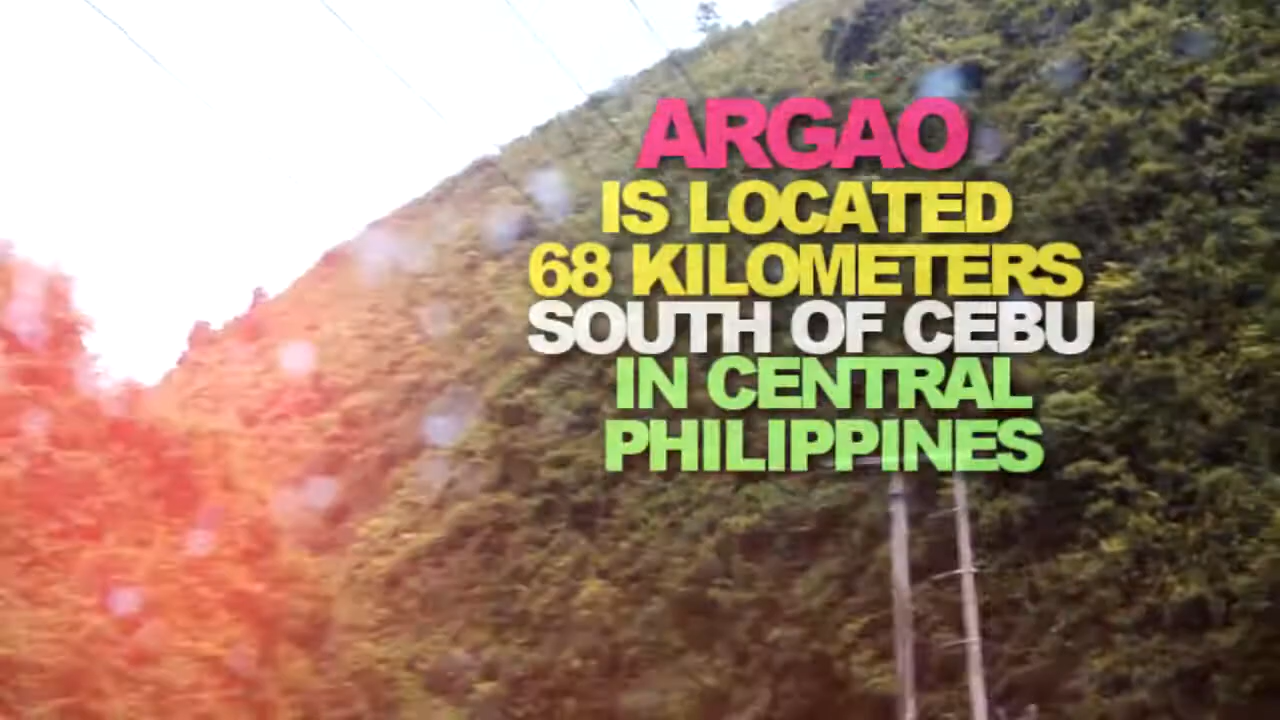 ARGAO
IS LOCATED
68 KILOMETERS
SOUTH OF CEBU
IN CENTRAL
PHILIPPINES